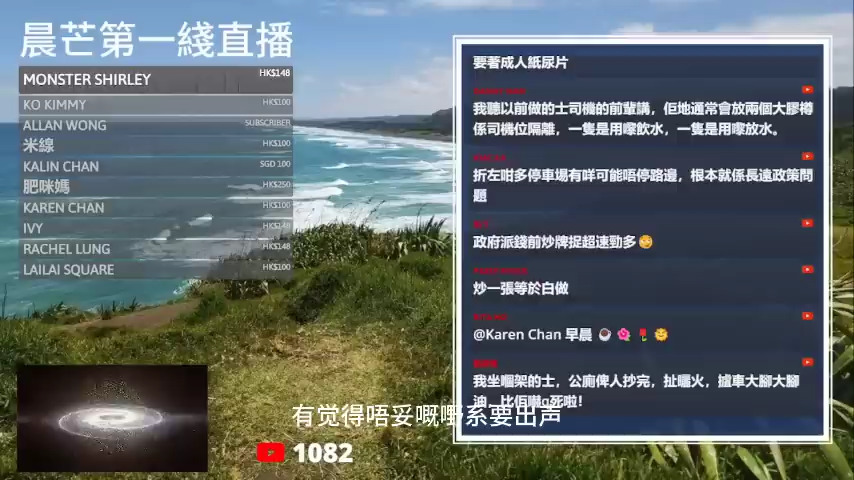 晨芒第一綫直播
MONSTER SHIRLEY HK$148
KO KIMMY HK$100
ALLAN WONG SUBSCRIBER
米線 HK$100
KALIN CHAN SGD 100
肥咪媽 HK$250
KAREN CHAN HK$100
IVY
RACHEL LUNG HK$148
LAILAI SQUARE HK$100
要著成人紙尿片
我聽以前做的士司機的前輩講，佢地通常會放兩個大膠樽
係司機位隔離，一隻是用嚟飲水，一隻是用嚟放水。
折左咁多停車場有咩可能唔停路邊，根本就係長遠政策問
題
政府派錢前炒牌捉超速勁多
炒一張等於白做
@Karen Chan 早晨
我坐嗰架的士，公廁俾人抄完，扯曬火，揸車大腳大腳
油，比佢嚇q死啦！
有觉得唔妥嘅嘢系要出声
1082